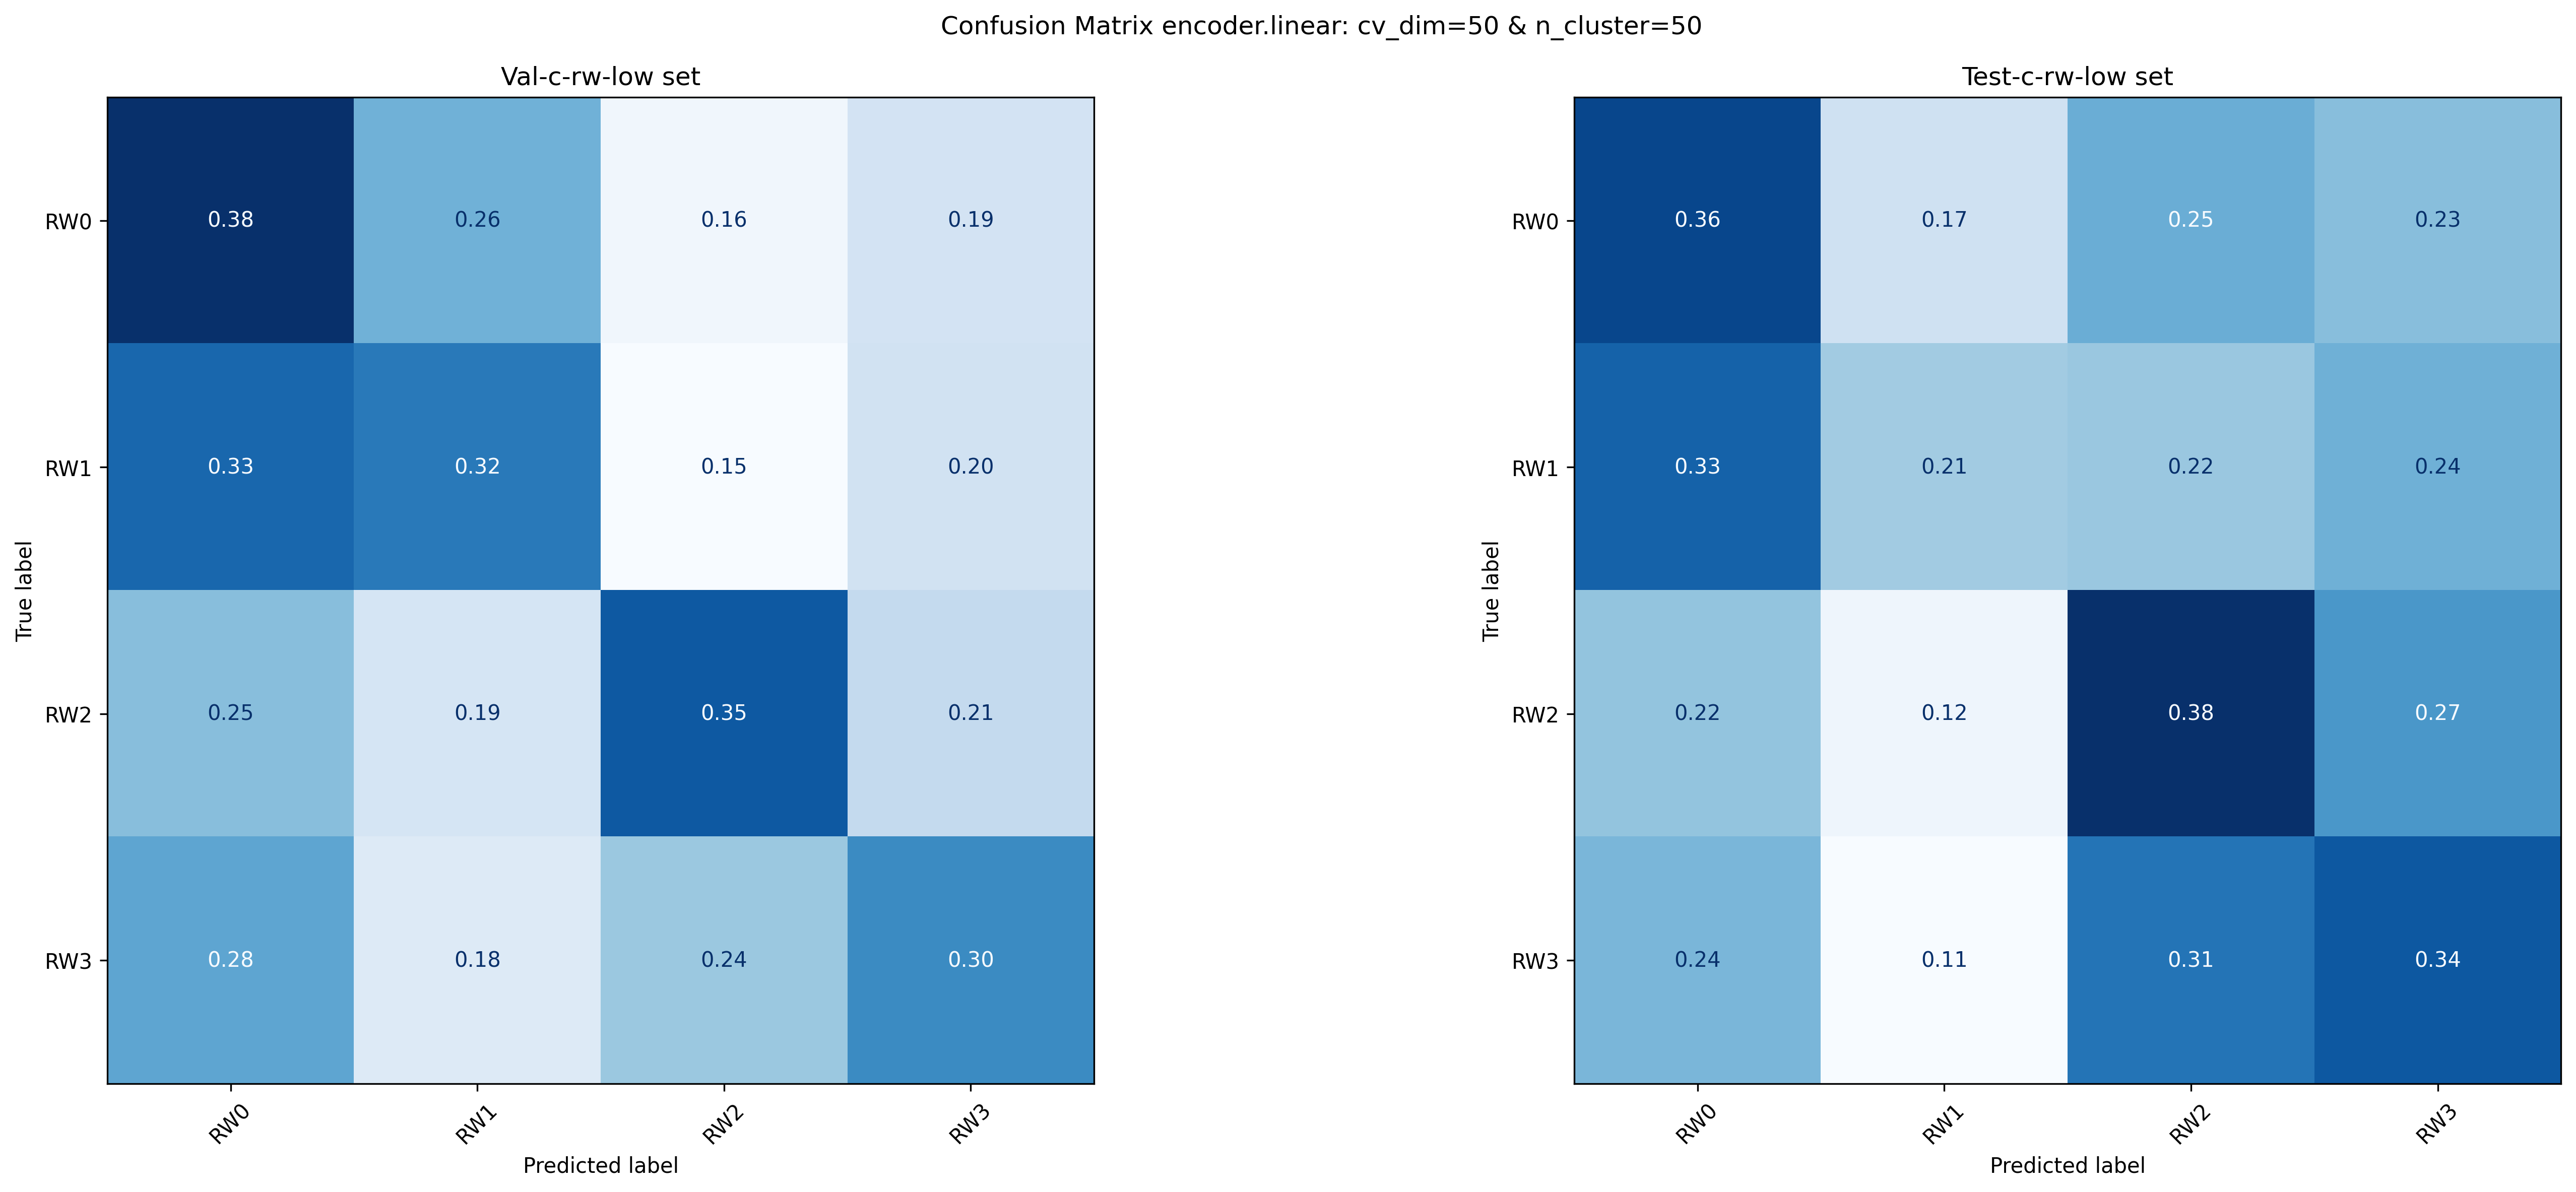 Confusion Matrix encoder.linear: cv_dim=50 & n_cluster=50
Val-c-rw-low set
True label
RW0 0.38 0.26 0.16 0.19
RW1 0.33 0.32 0.15 0.20
RW2 0.25 0.19 0.35 0.21
RW3 0.28 0.18 0.24 0.30
RW0 RW1 RW2 RW3
Predicted label
Test-c-rw-low set
True label
RW0 0.36 0.17 0.25 0.23
RW1 0.33 0.21 0.22 0.24
RW2 0.22 0.12 0.38 0.27
RW3 0.24 0.11 0.31 0.34
RW0 RW1 RW2 RW3
Predicted label